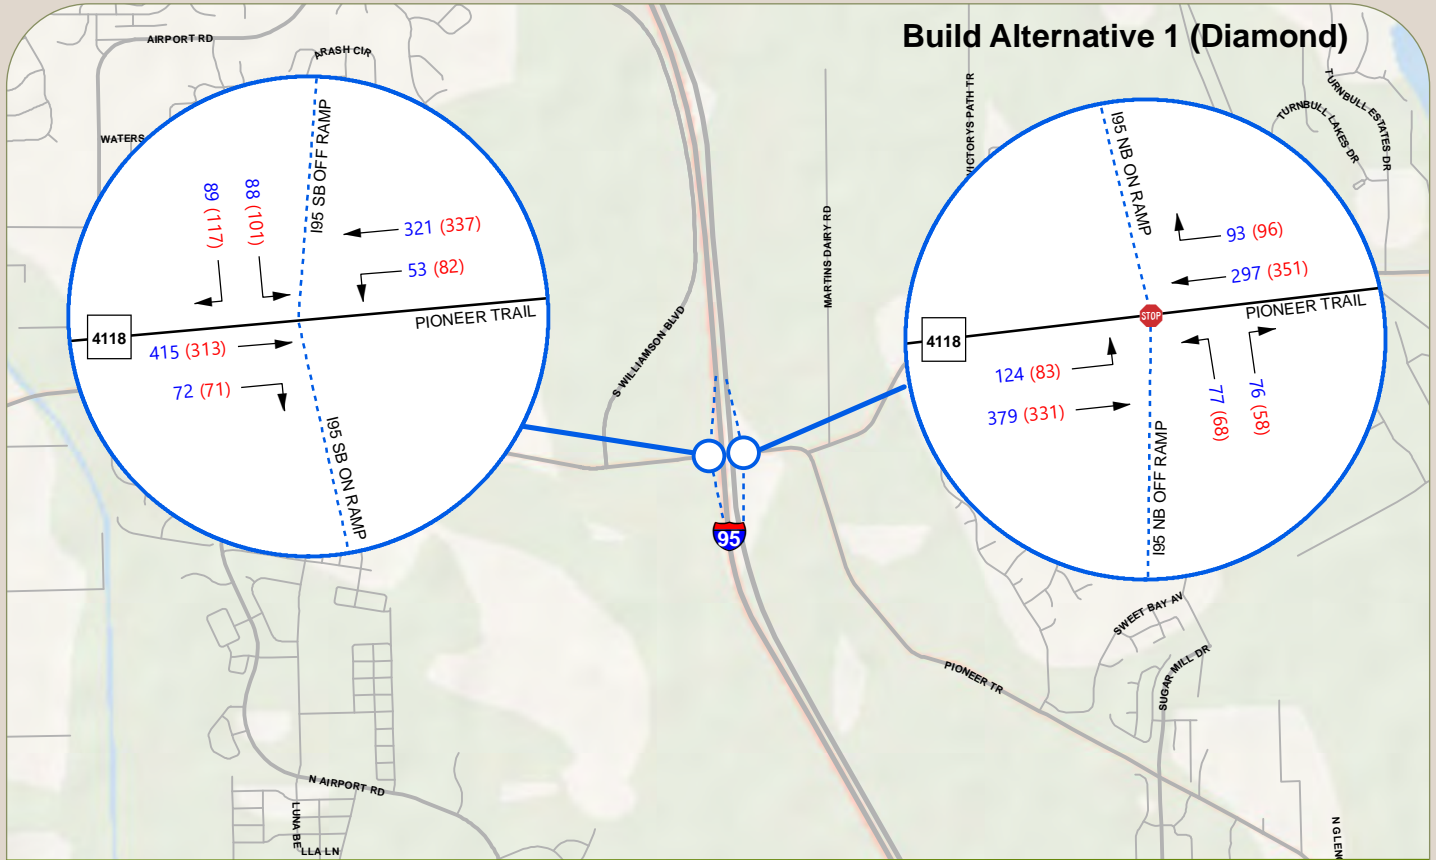 Build Alternative 1 (Diamond)
AIRPORT RD
ARASH CIR
WATERS
I95 SB OFF RAMP
89 (117)
88 (101)
321 (337)
53 (82)
4118
PIONEER TRAIL
415 (313)
72 (71)
I95 SB ON RAMP
S WILLIAMSON BLVD
MARTINS DAIRY RD
VICTORYS PATH TR
TURNBULL ESTATES DR
TURNBULL LAKES DR
I95 NB ON RAMP
93 (96)
297 (351)
STOP
PIONEER TRAIL
4118
124 (83)
379 (331)
77 (68)
76 (58)
I95 NB OFF RAMP
95
SWEET BAY AV
SUGAR MILL DR
PIONEER TR
N AIRPORT RD
LUNA BE
LLA LN
N GLEN